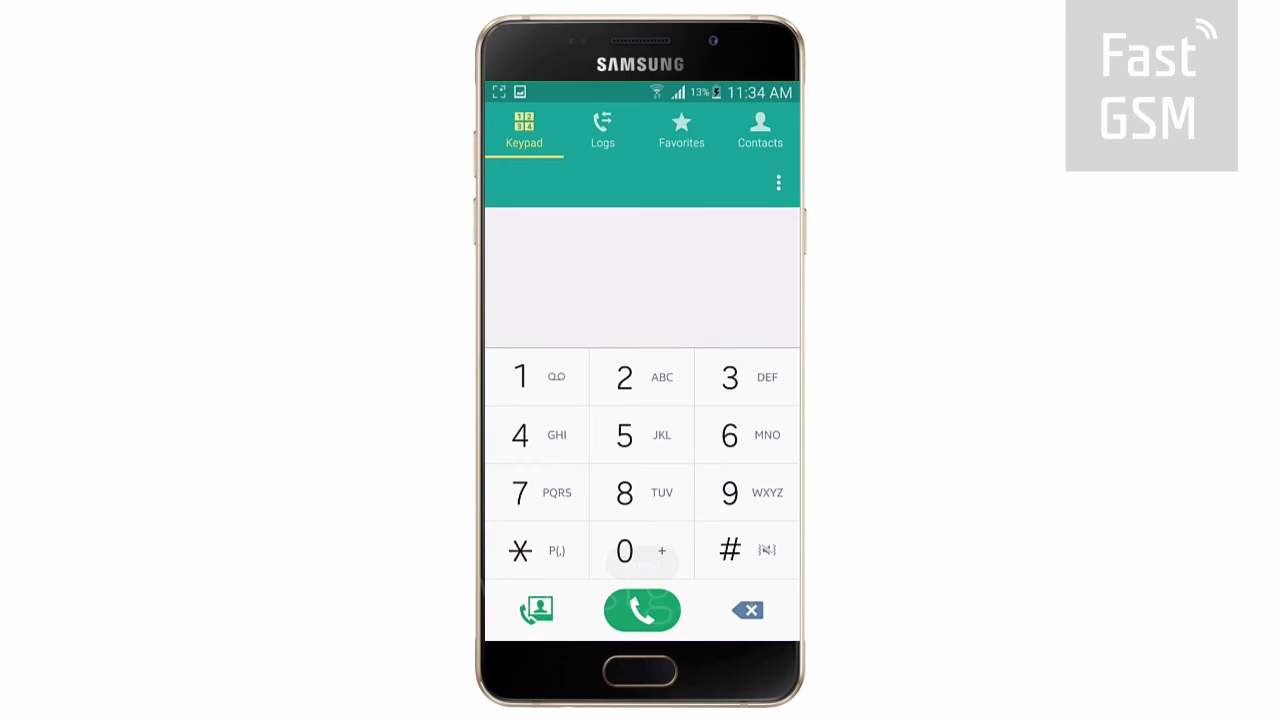 Fast
GSM
SAMSUNG
13% 11:34 AM
Keypad Logs Favorites Contacts
1 2 ABC 3 DEF
4 GHI 5 JKL 6 MNO
7 PQRS 8 TUV 9 WXYZ
* P(,) 0 + #